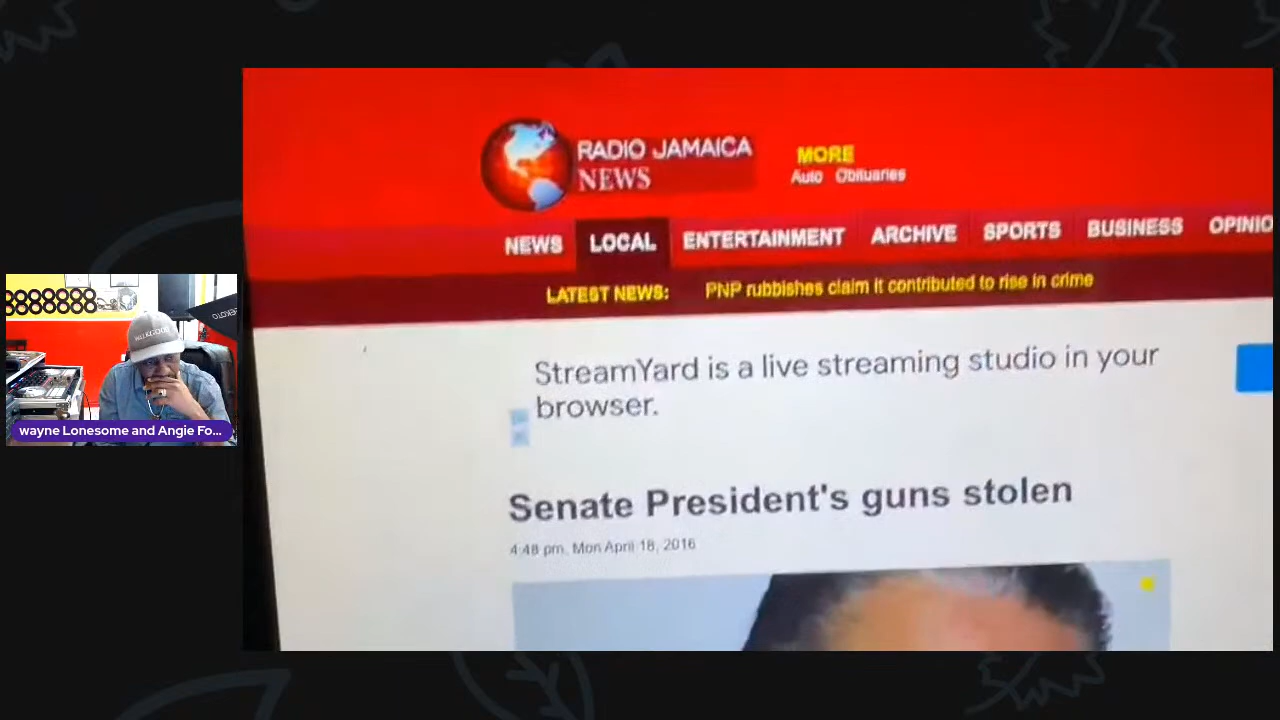 RADIO JAMAICA
NEWS
MORE
Auto Obituaries
NEWS LOCAL ENTERTAINMENT ARCHIVE SPORTS BUSINESS OPINIO
LATEST NEWS: PNP rubbishes claim it contributed to rise in crime
StreamYard is a live streaming studio in your
browser.
Senate President's guns stolen
4:48 pm, Mon April 18, 2016
wayne Lonesome and Angie Fo...